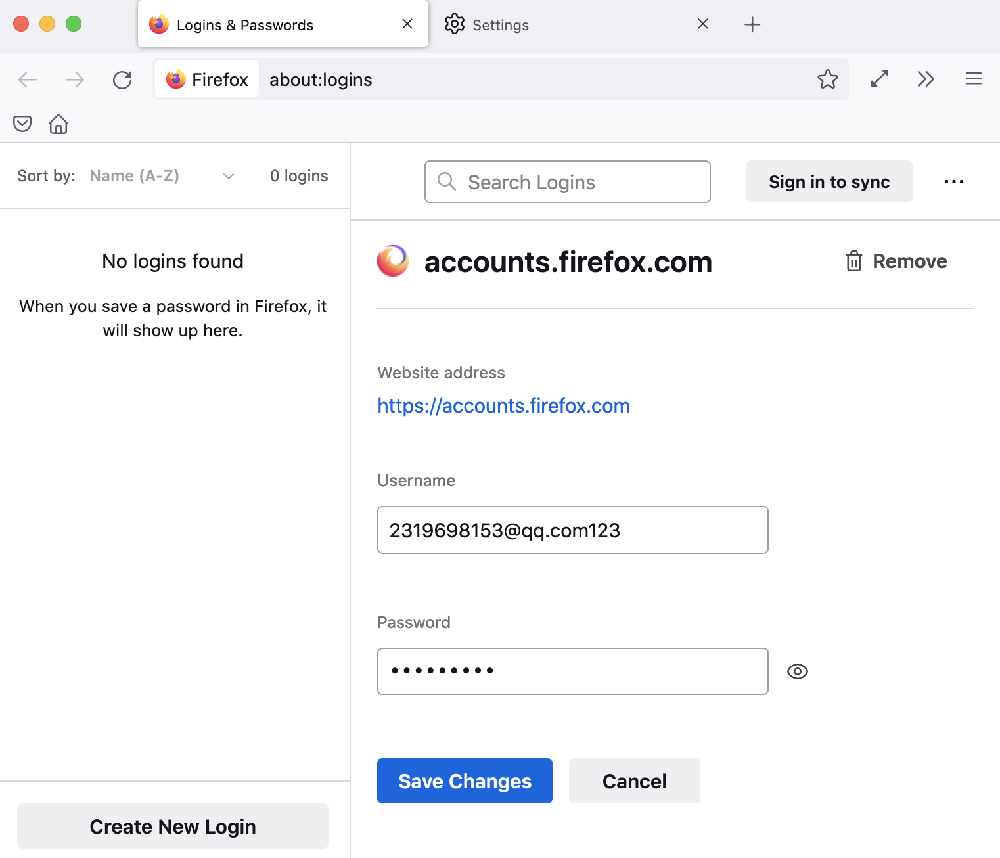 Logins & Passwords
Settings
Firefox
about:logins
Sort by: Name (A-Z) 0 logins
Search Logins
Sign in to sync
No logins found
When you save a password in Firefox, it
will show up here.
Create New Login
accounts.firefox.com
Remove
Website address
https://accounts.firefox.com
Username
2319698153@qq.com123
Password
•••••••••
Save Changes
Cancel